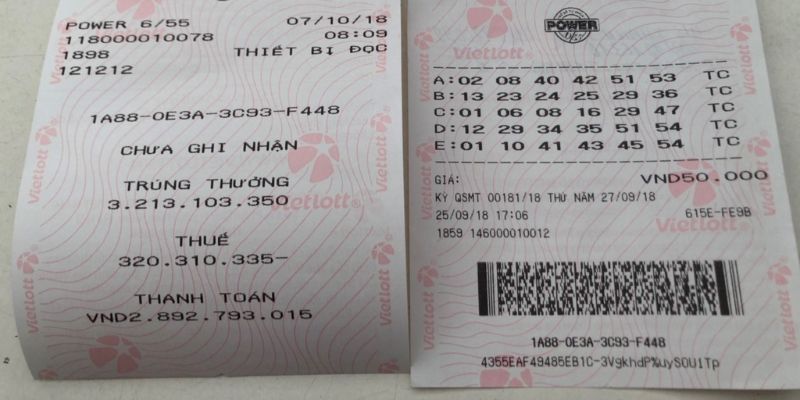 POWER 6/55 07/10/18
118000010078 08:09
1898 THIẾT BỊ ĐỌC
121212
1A88-0E3A-3C93-F448
CHƯA GHI NHẬN
TRÚNG THƯỞNG
3.213.103.350
THUẾ
320.310.335-
THANH TOÁN
VND2.892.793.015
Vietlott
POWER
6/55
A:02 08 40 42 51 53 TC
B:13 23 24 25 29 36 TC
C:01 06 08 16 29 47 TC
D:12 29 34 35 51 54 TC
E:01 10 41 43 45 54 TC
GIÁ: VND50.000
KỲ QSMT 00181/18 THỨ NĂM 27/09/18
25/09/18 17:06 615E-FE9B
1859 146000010012
1A88-0E3A-3C93-F448
4355EAF49485EB1C-3VgkhdP%uySOU1Tp